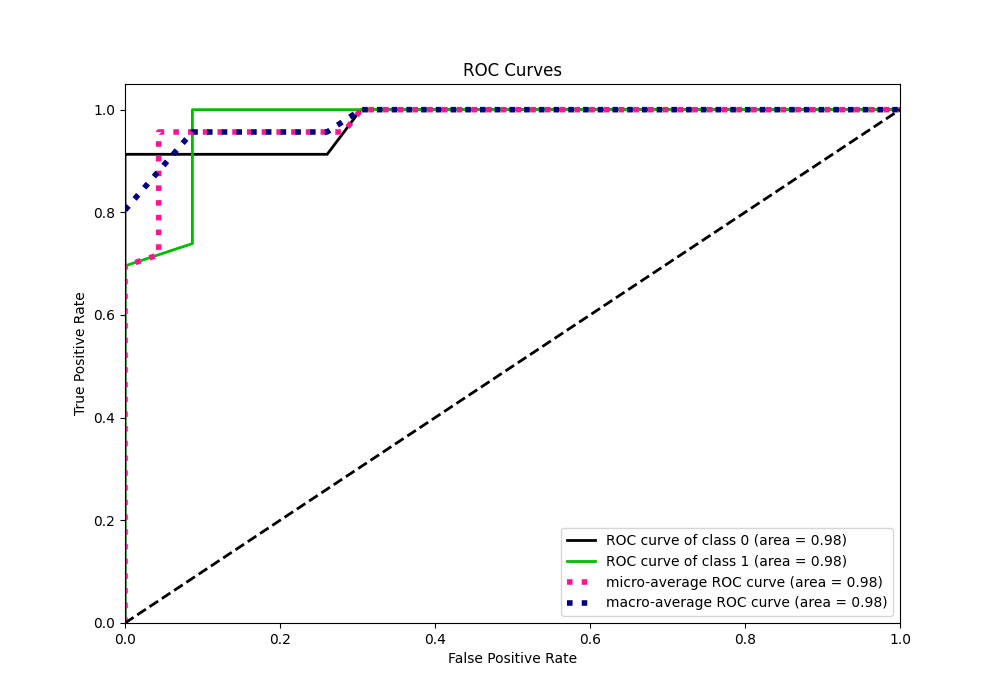 ROC Curves
1.0
0.8
0.6
0.4
0.2
0.0
True Positive Rate
0.0 0.2 0.4 0.6 0.8 1.0
False Positive Rate
ROC curve of class 0 (area = 0.98)
ROC curve of class 1 (area = 0.98)
micro-average ROC curve (area = 0.98)
macro-average ROC curve (area = 0.98)